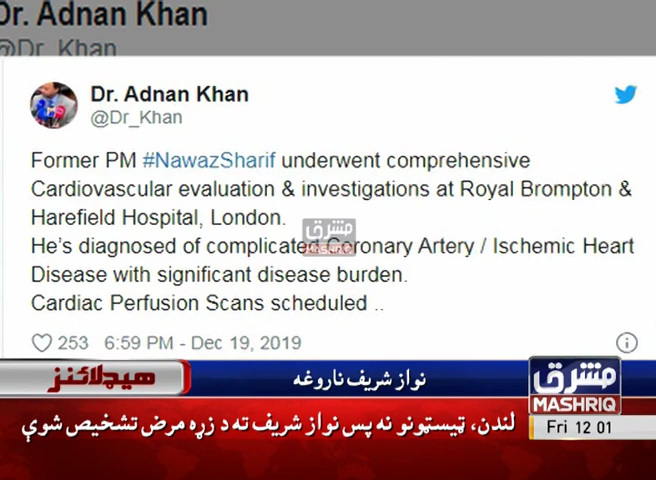 Dr. Adnan Khan
@Dr_Khan
Dr. Adnan Khan
@Dr_Khan
Former PM #NawazSharif underwent comprehensive
Cardiovascular evaluation & investigations at Royal Brompton &
Harefield Hospital, London.
He's diagnosed of complicated Coronary Artery / Ischemic Heart
Disease with significant disease burden.
Cardiac Perfusion Scans scheduled ..
مشرق
MASHRIQ
253 6:59 PM - Dec 19, 2019
هیډلائنز
نواز شریف ناروغه
مشرق
MASHRIQ
لندن، ټیسټونو نه پس نواز شریف ته د زړه مرض تشخیص شوې
Fri 12 01